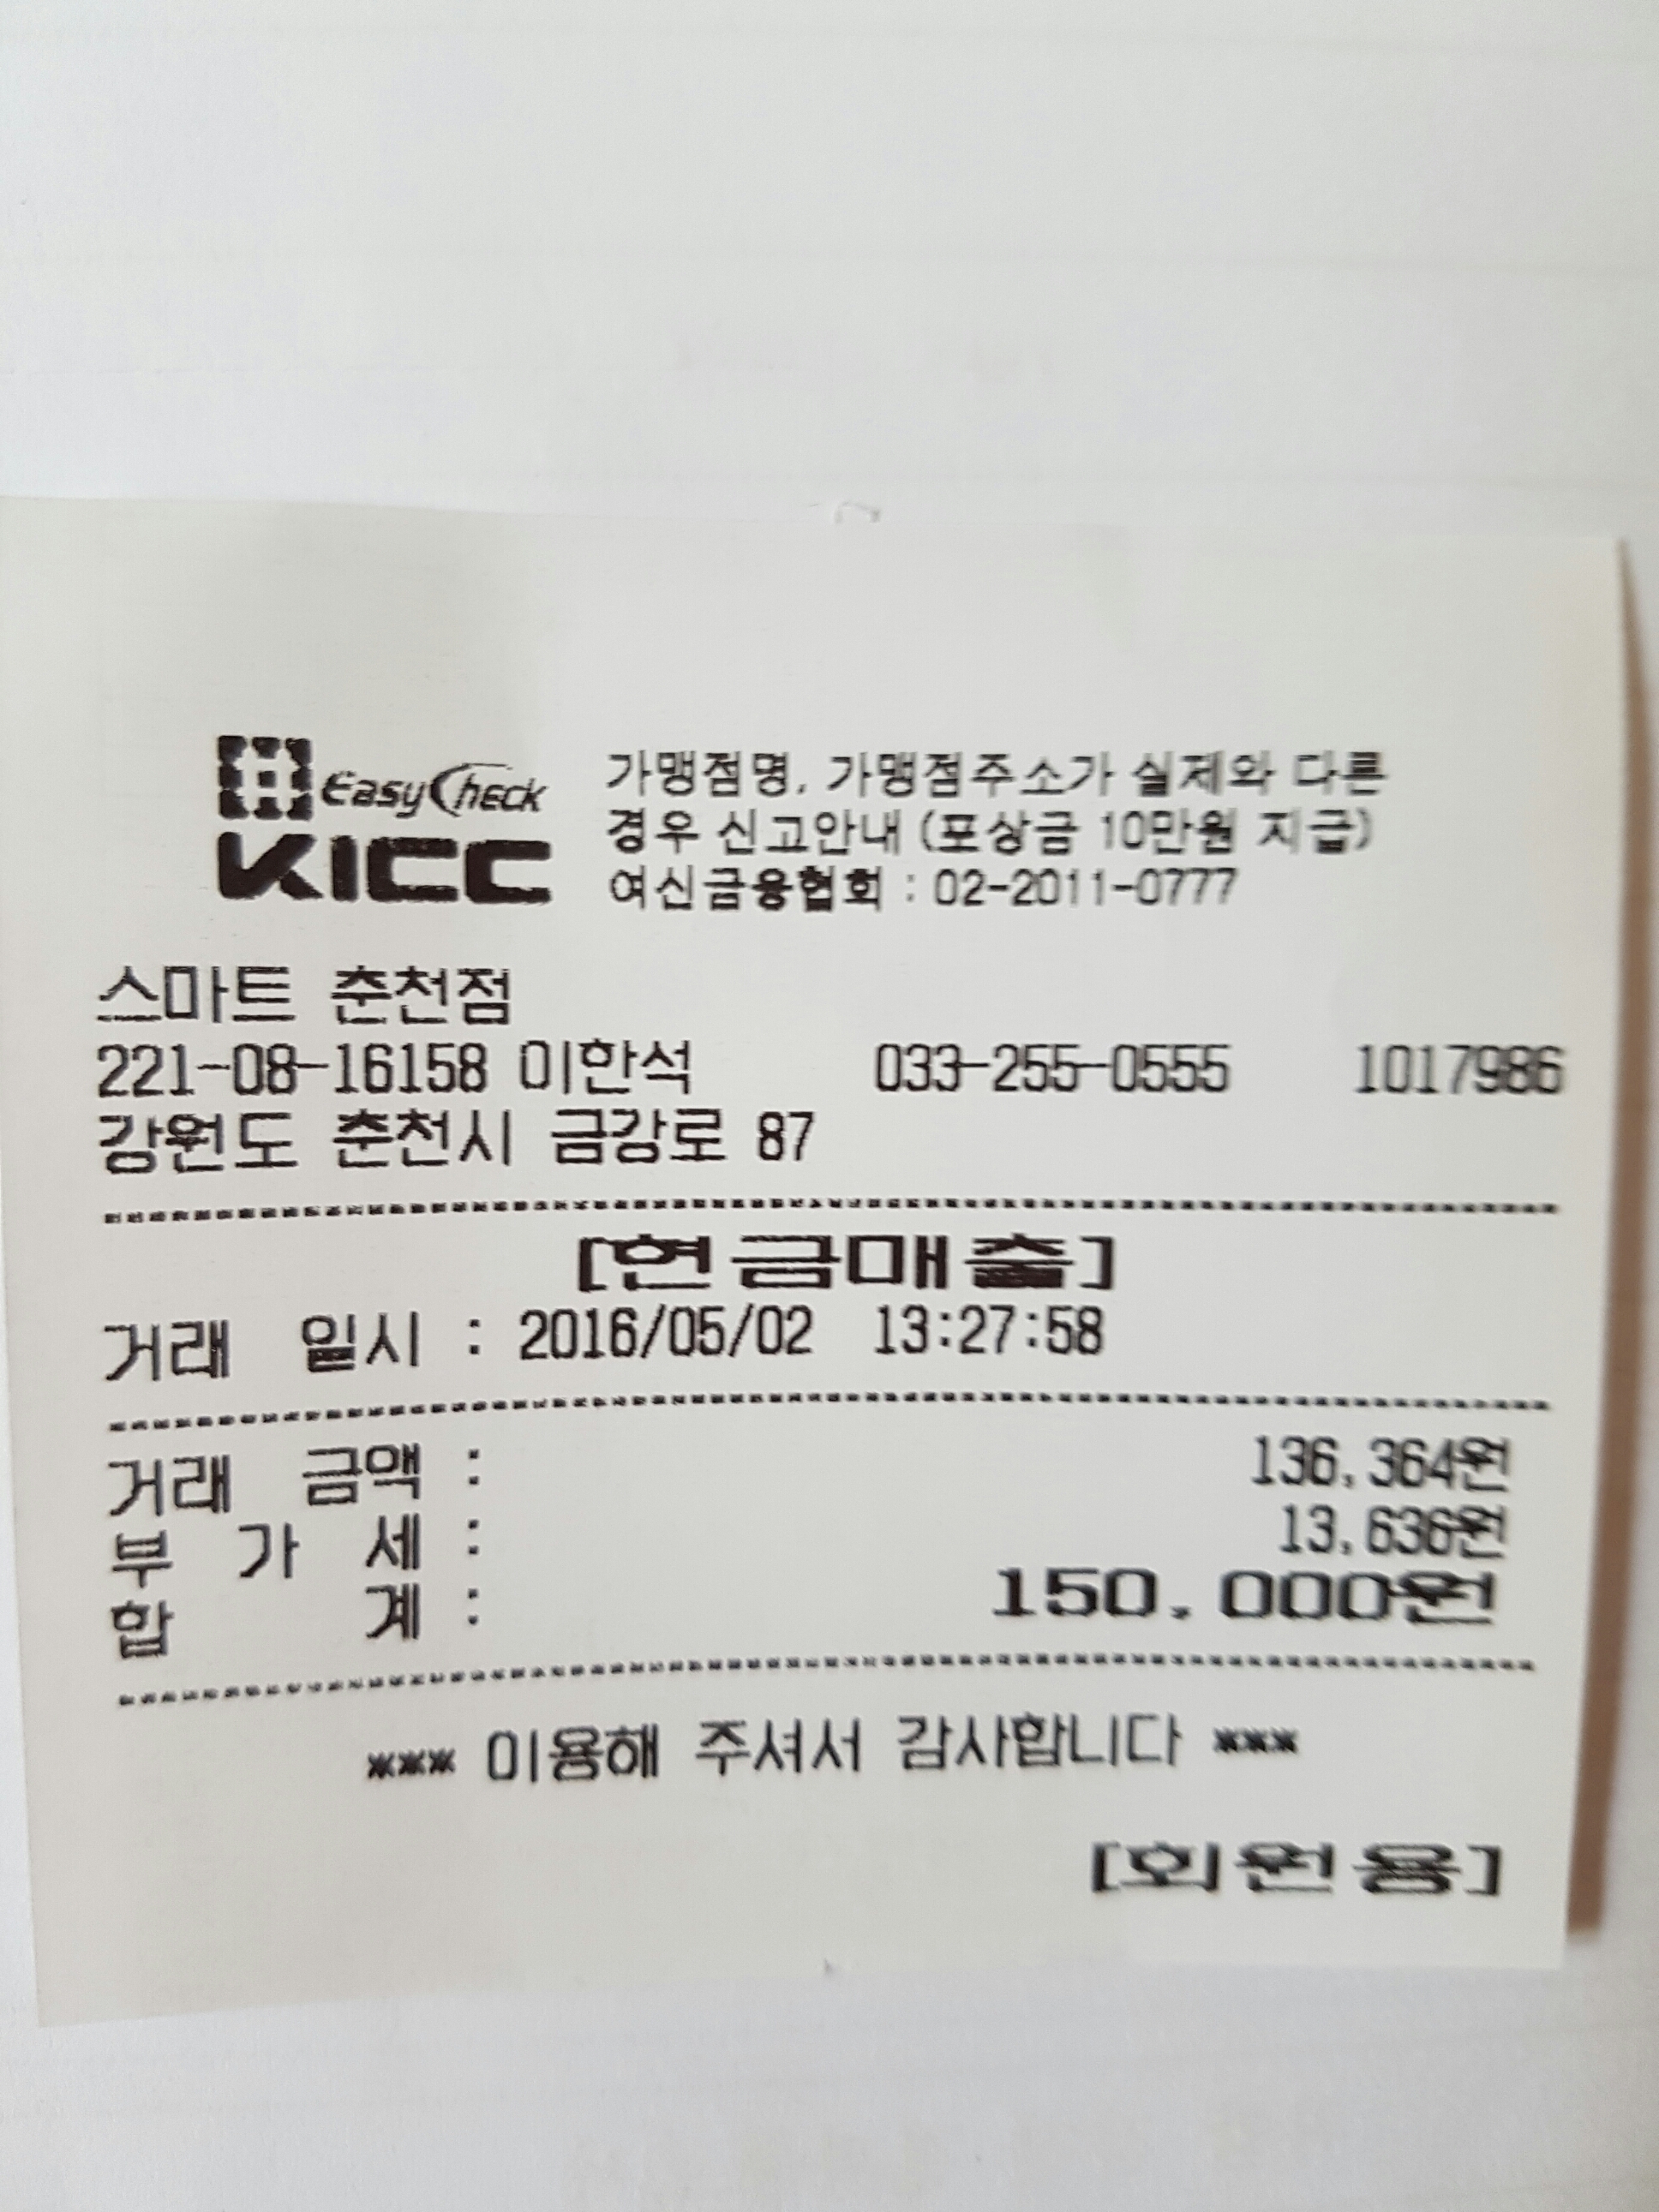 EasyCheck
KICC
가맹점명, 가맹점주소가 실제와 다른
경우 신고안내 (포상금 10만원 지급)
여신금융협회 : 02-2011-0777
스마트 춘천점
221-08-16158 이한석 033-255-0555 1017986
강원도 춘천시 금강로 87
[현금매출]
거래 일시 : 2016/05/02 13:27:58
거래 금액 : 136,364원
부 가 세 : 13,636원
합 계 : 150,000원
*** 이용해 주셔서 감사합니다 ***
[회원용]